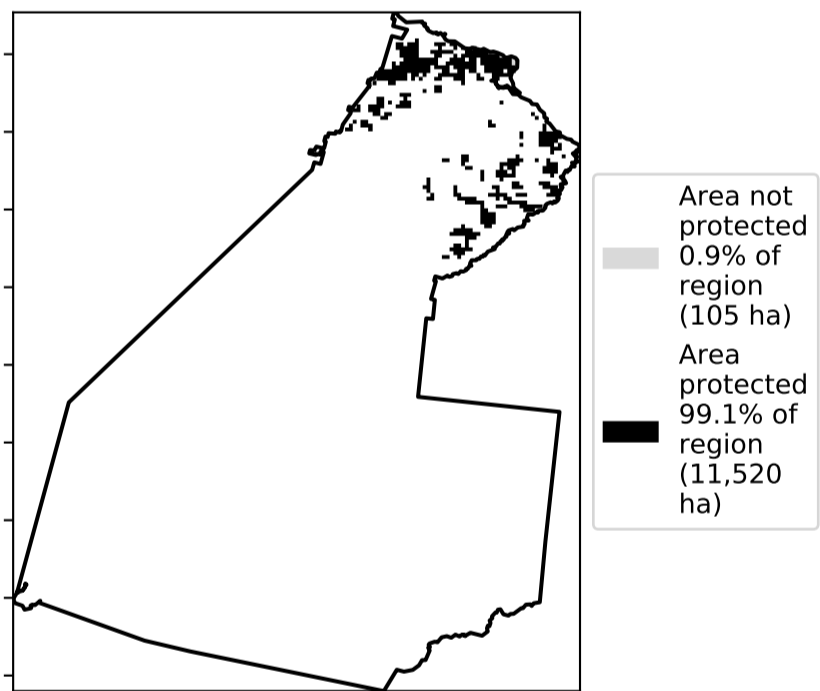 Area not
protected
0.9% of
region
(105 ha)
Area
protected
99.1% of
region
(11,520
ha)